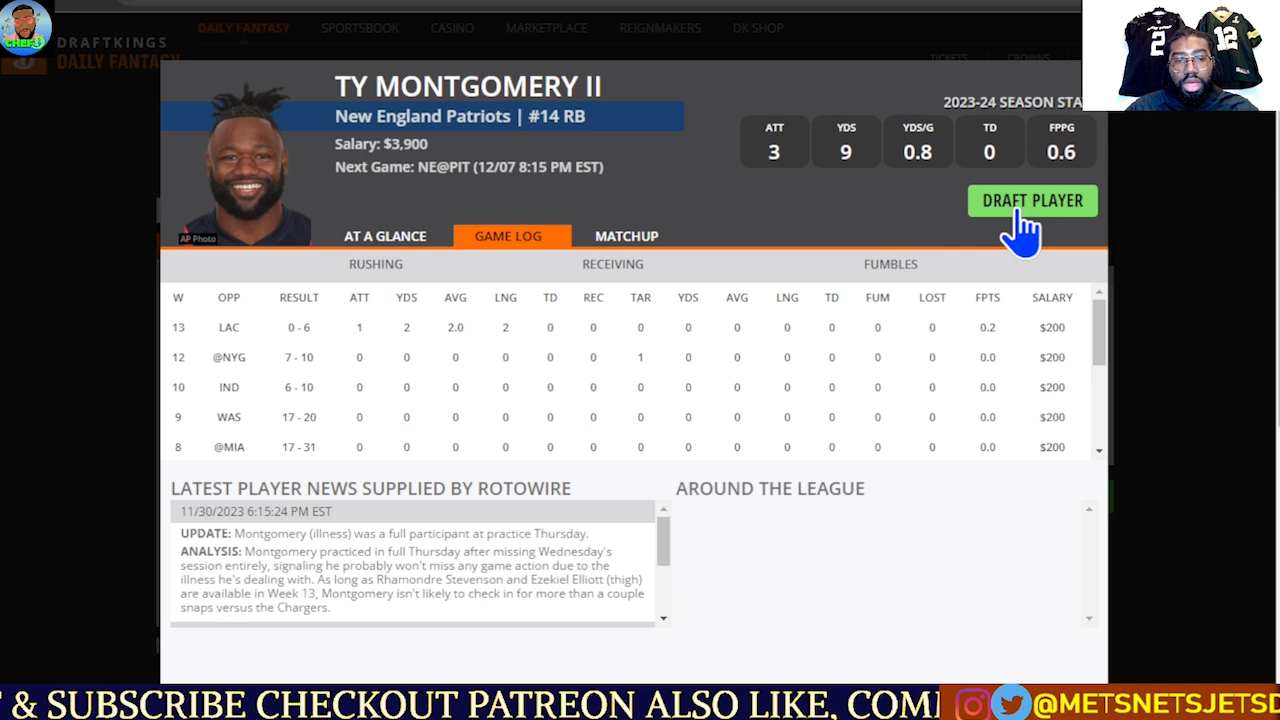 CHEF
DRAFTKINGS
DAILY FANTASY
DAILY FANTASY SPORTSBOOK CASINO MARKETPLACE REIGNMAKERS DK SHOP
TICKETS CROWNS
2 12
TY MONTGOMERY II
New England Patriots | #14 RB
Salary: $3,900
Next Game: NE@PIT (12/07 8:15 PM EST)
2023-24 SEASON STA
ATT YDS YDS/G TD FPPG
3 9 0.8 0 0.6
DRAFT PLAYER
AP Photo
AT A GLANCE GAME LOG MATCHUP
RUSHING RECEIVING FUMBLES
W OPP RESULT ATT YDS AVG LNG TD REC TAR YDS AVG LNG TD FUM LOST FPTS SALARY
13 LAC 0 - 6 1 2 2.0 2 0 0 0 0 0 0 0 0 0 0.2 $200
12 @NYG 7 - 10 0 0 0 0 0 0 1 0 0 0 0 0 0 0.0 $200
10 IND 6 - 10 0 0 0 0 0 0 0 0 0 0 0 0 0 0.0 $200
9 WAS 17 - 20 0 0 0 0 0 0 0 0 0 0 0 0 0 0.0 $200
8 @MIA 17 - 31 0 0 0 0 0 0 0 0 0 0 0 0 0 0.0 $200
LATEST PLAYER NEWS SUPPLIED BY ROTOWIRE
11/30/2023 6:15:24 PM EST
UPDATE: Montgomery (illness) was a full participant at practice Thursday.
ANALYSIS: Montgomery practiced in full Thursday after missing Wednesday's
session entirely, signaling he probably won't miss any game action due to the
illness he's dealing with. As long as Rhamondre Stevenson and Ezekiel Elliott (thigh)
are available in Week 13, Montgomery isn't likely to check in for more than a couple
snaps versus the Chargers.
AROUND THE LEAGUE
& SUBSCRIBE CHECKOUT PATREON ALSO LIKE, COM
@METSNETSJETSD